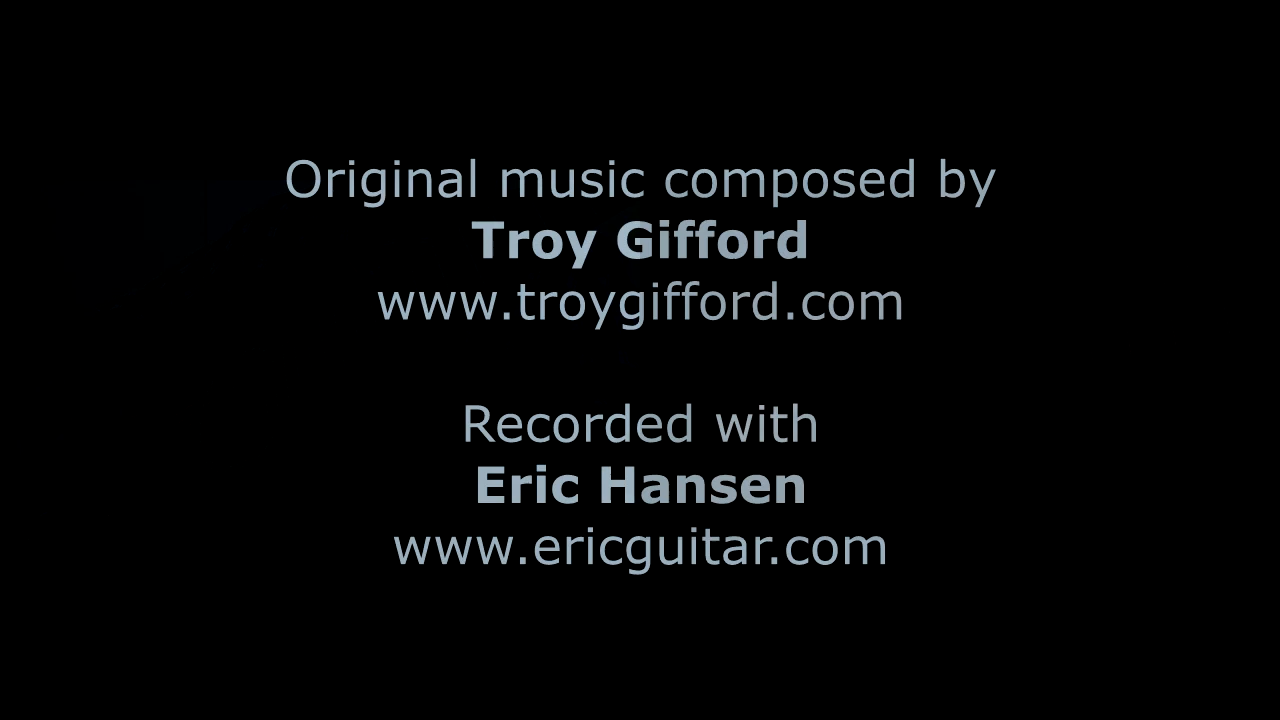 Original music composed by
Troy Gifford
www.troygifford.com
Recorded with
Eric Hansen
www.ericguitar.com